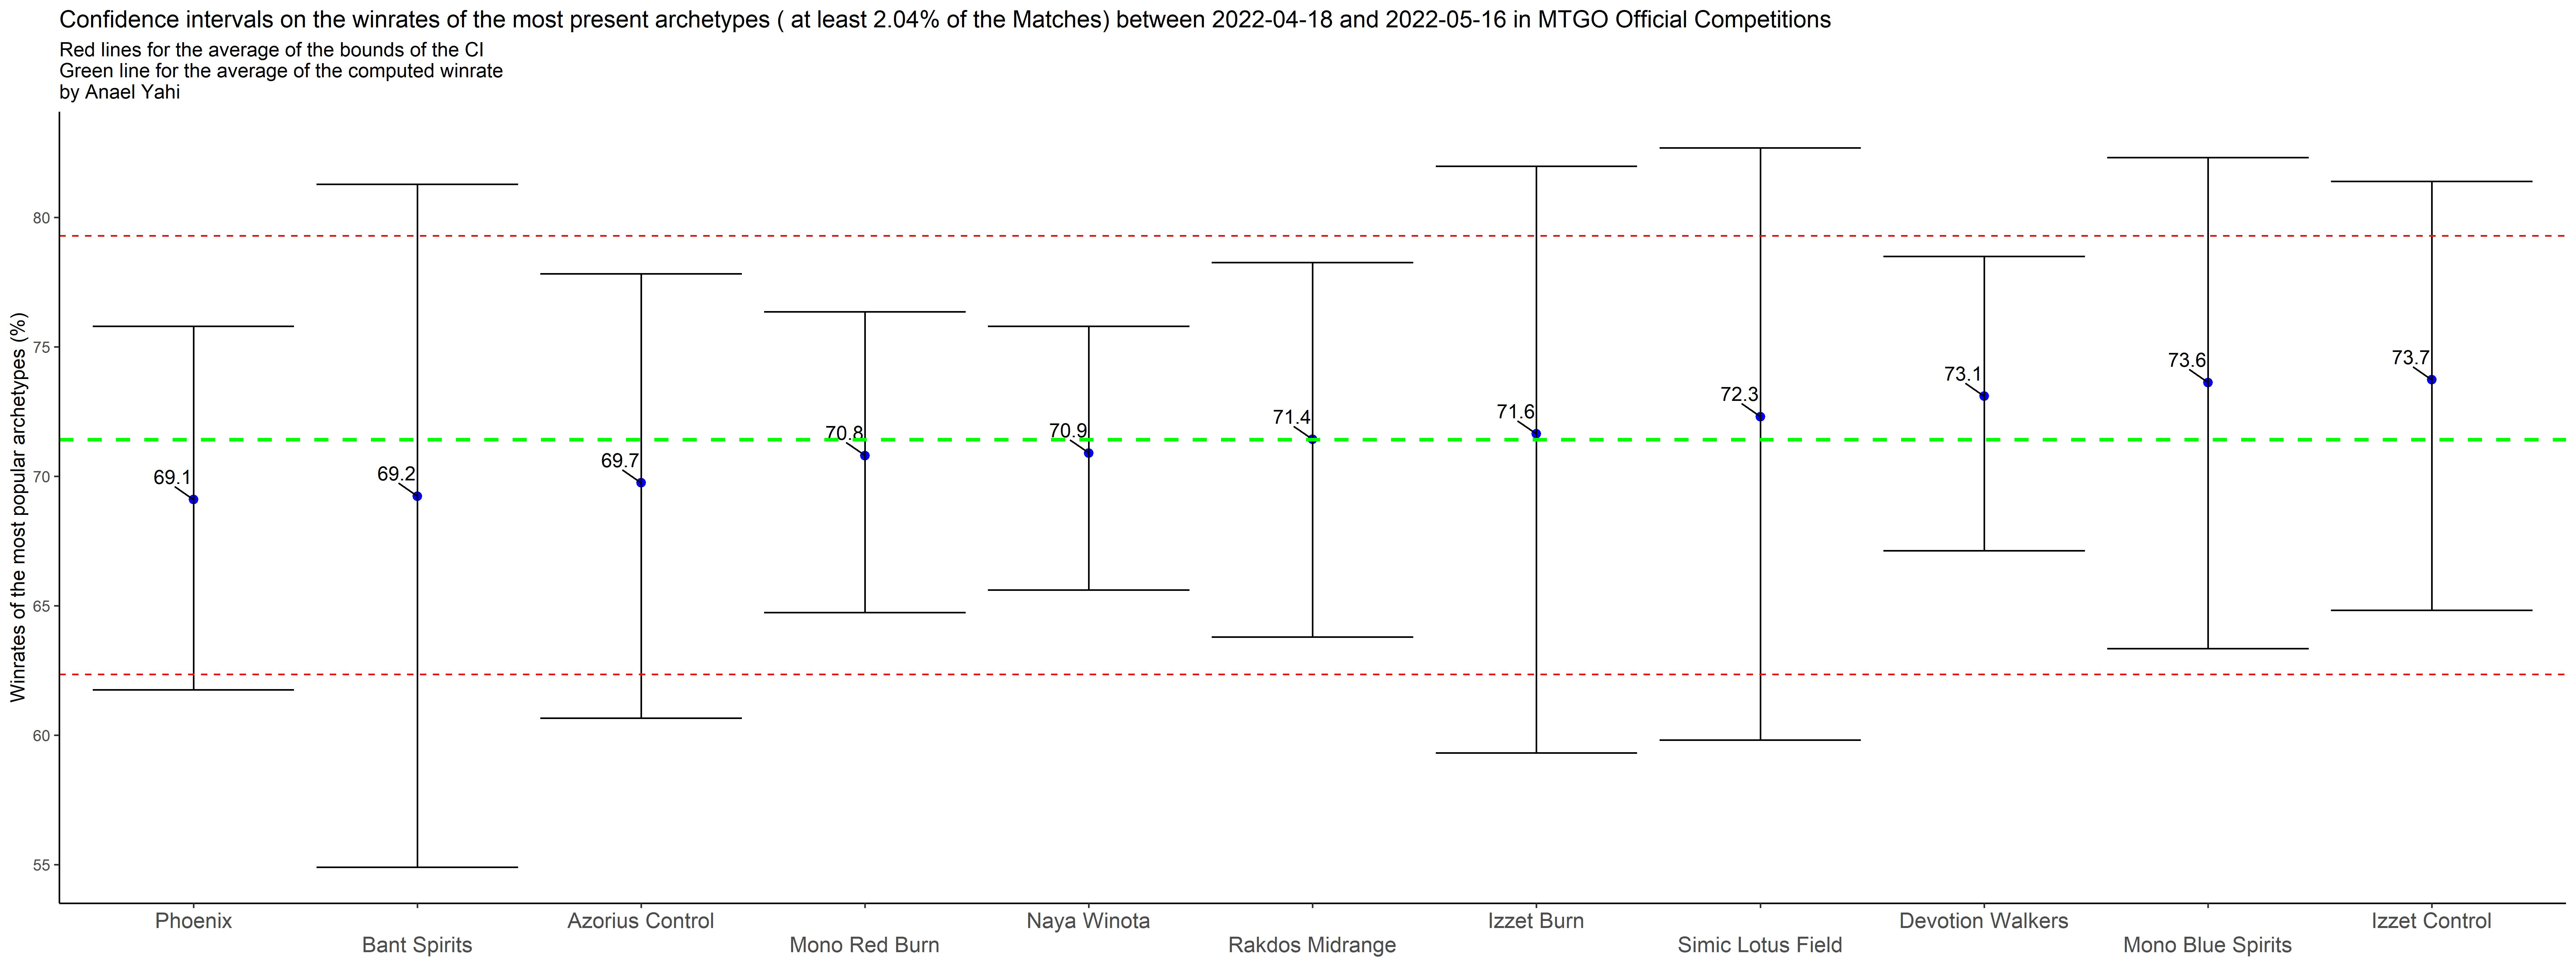 Confidence intervals on the winrates of the most present archetypes ( at least 2.04% of the Matches) between 2022-04-18 and 2022-05-16 in MTGO Official Competitions
Red lines for the average of the bounds of the CI
Green line for the average of the computed winrate
by Anael Yahi
Winrates of the most popular archetypes (%)
80
75
70
65
60
55
69.1
69.2
69.7
70.8
70.9
71.4
71.6
72.3
73.1
73.6
73.7
Phoenix
Bant Spirits
Azorius Control
Mono Red Burn
Naya Winota
Rakdos Midrange
Izzet Burn
Simic Lotus Field
Devotion Walkers
Mono Blue Spirits
Izzet Control